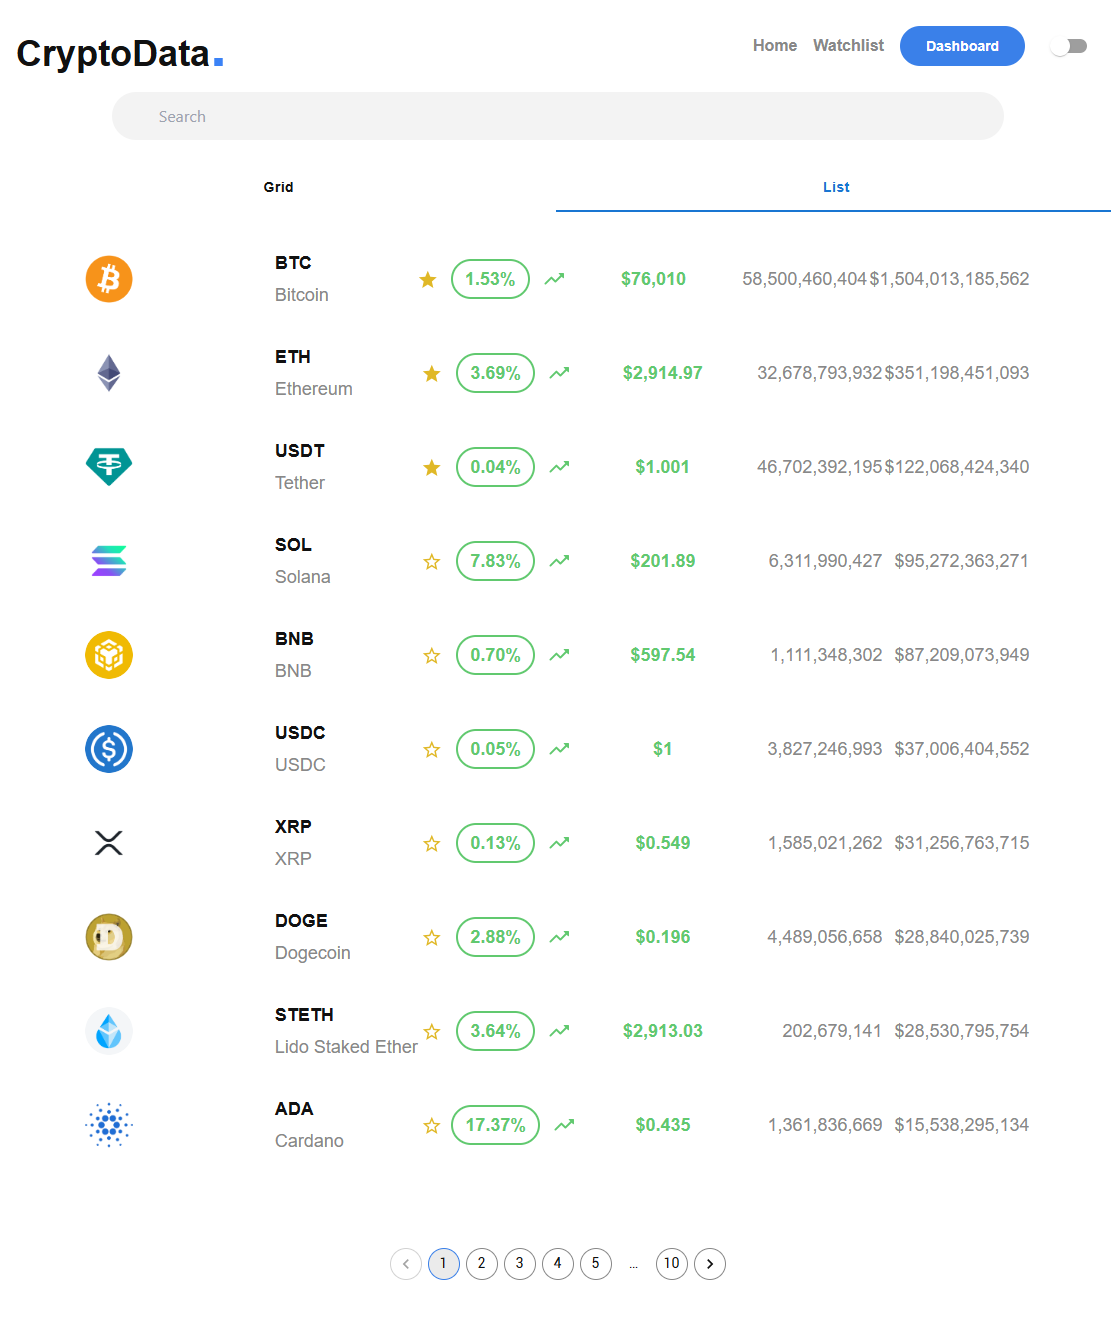 CryptoData.
Home Watchlist Dashboard
Search
Grid List
BTC
Bitcoin
1.53% $76,010 58,500,460,404 $1,504,013,185,562
ETH
Ethereum
3.69% $2,914.97 32,678,793,932 $351,198,451,093
USDT
Tether
0.04% $1.001 46,702,392,195 $122,068,424,340
SOL
Solana
7.83% $201.89 6,311,990,427 $95,272,363,271
BNB
BNB
0.70% $597.54 1,111,348,302 $87,209,073,949
USDC
USDC
0.05% $1 3,827,246,993 $37,006,404,552
XRP
XRP
0.13% $0.549 1,585,021,262 $31,256,763,715
DOGE
Dogecoin
2.88% $0.196 4,489,056,658 $28,840,025,739
STETH
Lido Staked Ether
3.64% $2,913.03 202,679,141 $28,530,795,754
ADA
Cardano
17.37% $0.435 1,361,836,669 $15,538,295,134
1 2 3 4 5 ... 10